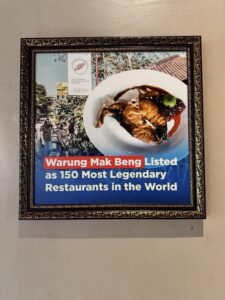 Warung Mak Beng Listed
as 150 Most Legendary
Restaurants in the World